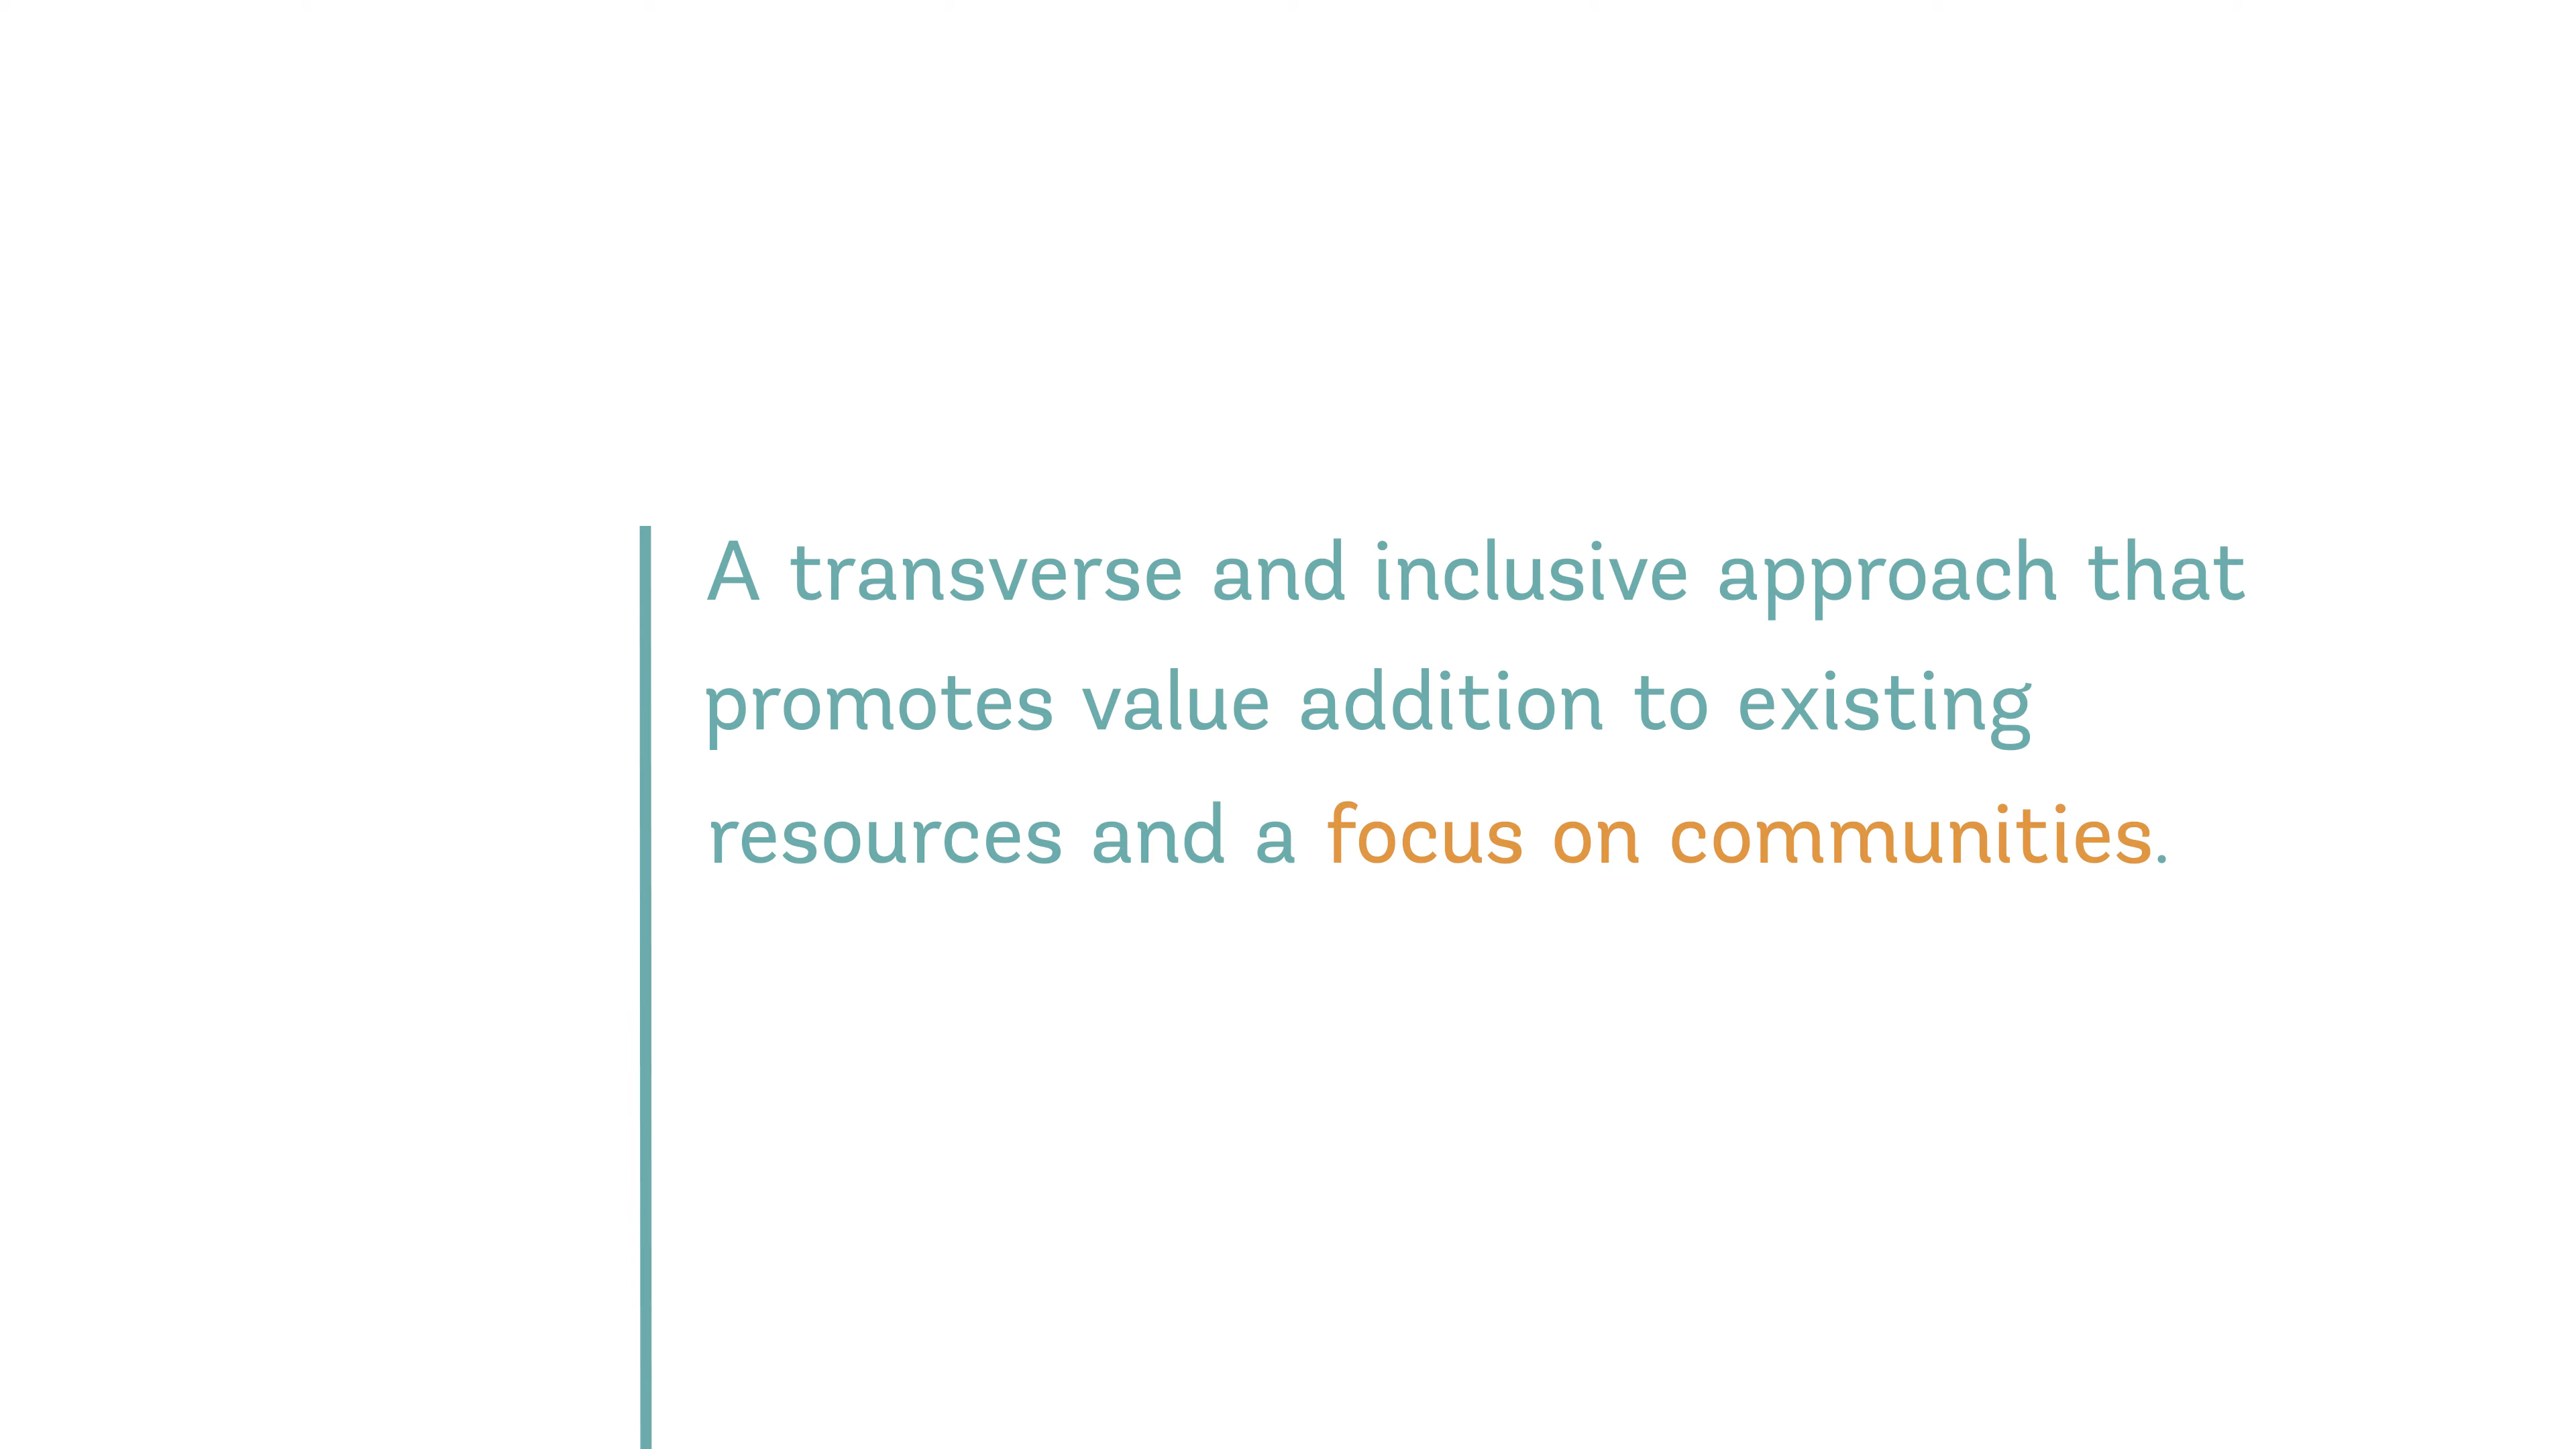 A transverse and inclusive approach that
promotes value addition to existing
resources and a focus on communities.